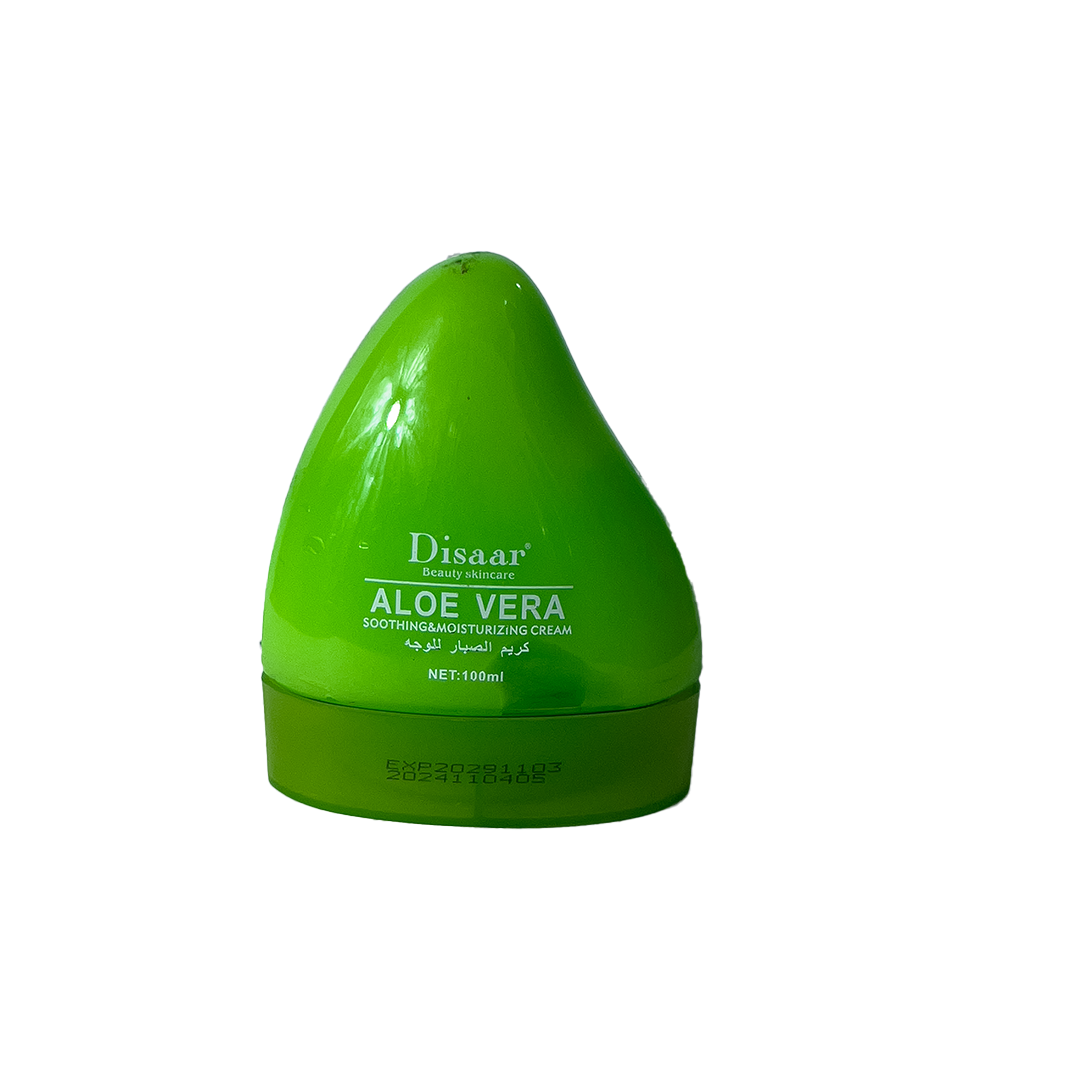 Disaar®
Beauty skincare
ALOE VERA
SOOTHING&MOISTURIZING CREAM
كريم الصبار للوجه
NET:100ml
EXP20291103
2024110405